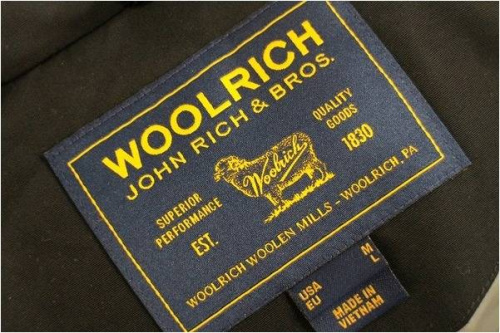 WOOLRICH
JOHN RICH & BROS.
SUPERIOR
PERFORMANCE
EST.
Woolrich
QUALITY
GOODS
1830
WOOLRICH WOOLEN MILLS - WOOLRICH, PA
USA M
EU L
MADE IN
VIETNAM